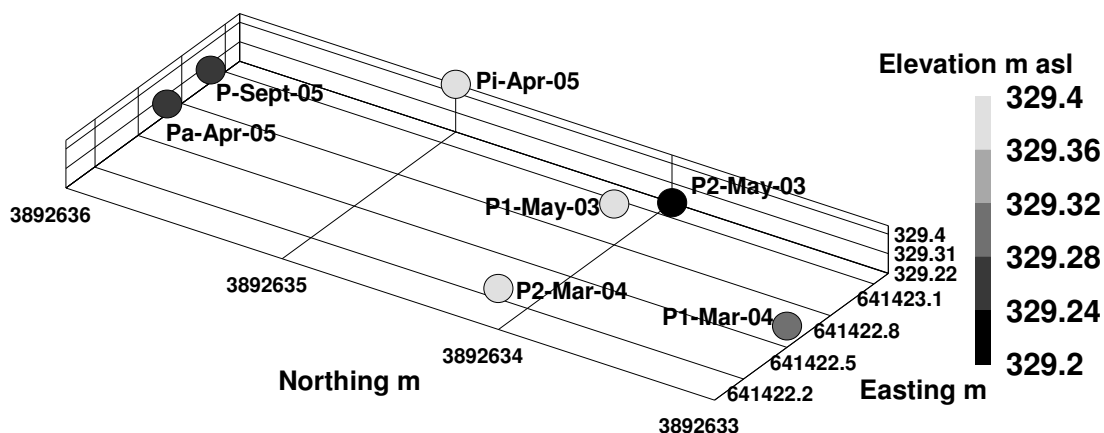 Elevation m asl
Pi-Apr-05
P-Sept-05
329.4
Pa-Apr-05
329.36
P2-May-03
P1-May-03
329.32
3892636
329.4
329.31
329.28
329.22
3892635
P2-Mar-04
641423.1
P1-Mar-04
329.24
641422.8
3892634
641422.5
329.2
Northing m
641422.2
Easting m
3892633